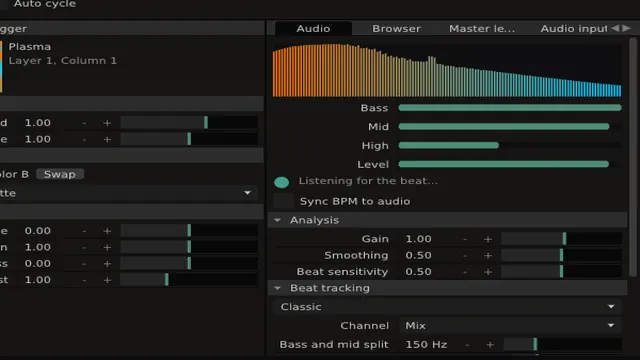 Auto cycle
gger
Plasma
Layer 1, Column 1
d 1.00 - +
e 1.00 - +
olor B Swap
tte
e 0.00 - +
n 1.00 - +
ss 0.00 - +
st 1.00 - +
Audio Browser Master le... Audio input
Bass
Mid
High
Level
Listening for the beat...
Sync BPM to audio
Analysis
Gain 1.00 - +
Smoothing 0.50 - +
Beat sensitivity 0.50 - +
Beat tracking
Classic
Channel Mix
Bass and mid split 150 Hz - +